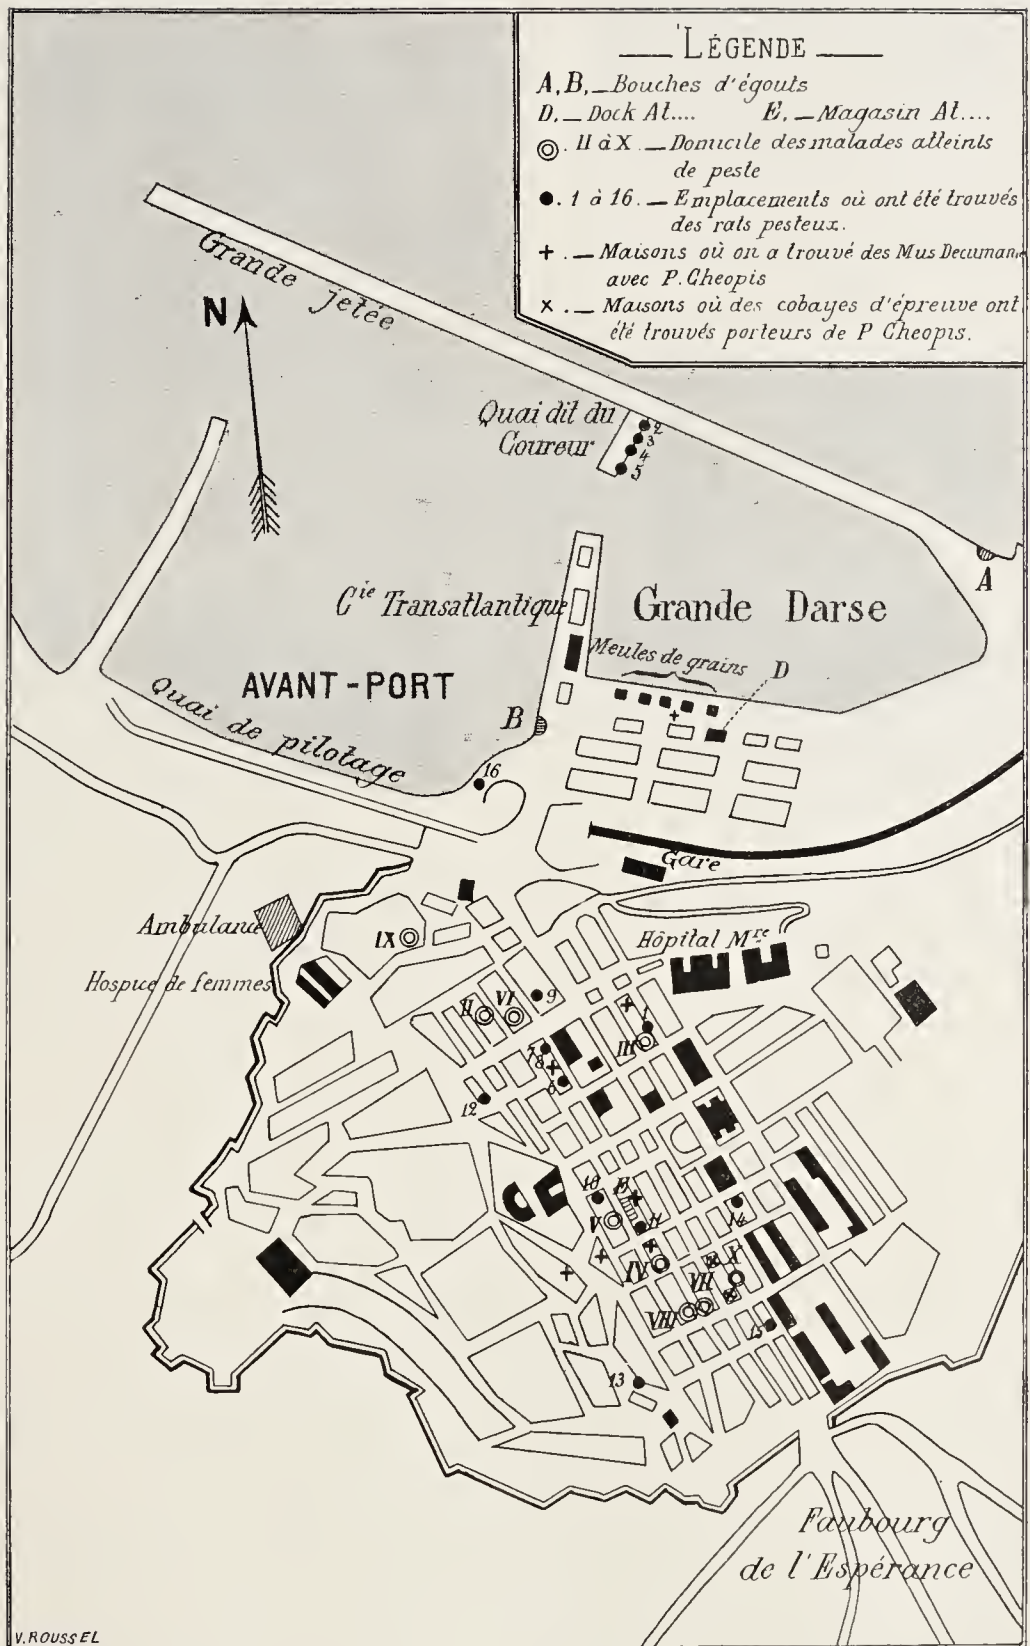 LÉGENDE
A, B, _ Bouches d'égouts
D. _ Dock Al.... E. _ Magasin Al....
. II à X. _ Domicile des malades atteints
de peste
. 1 à 16. _ Emplacements où ont été trouvés
des rats pesteux.
+ . _ Maisons où on a trouvé des Mus Decumani
avec P. Cheopis
x . _ Maisons où des cobayes d'épreuve ont
été trouvés porteurs de P Cheopis.
Grande jetée
N
Quai dit du
Coureur
2
3
4
5
A
Cie Transatlantique
Grande Darse
Meules de grains
D
AVANT-PORT
B
Quai de pilotage
16
Gare
Ambulance
IX
Hôpital Mre
Hospice de femmes
II
VI
9
1
III
7
8
6
12
10
E
V
11
14
IV
X
VII
VIII
15
13
Faubourg
de l'Espérance
V. ROUSSEL